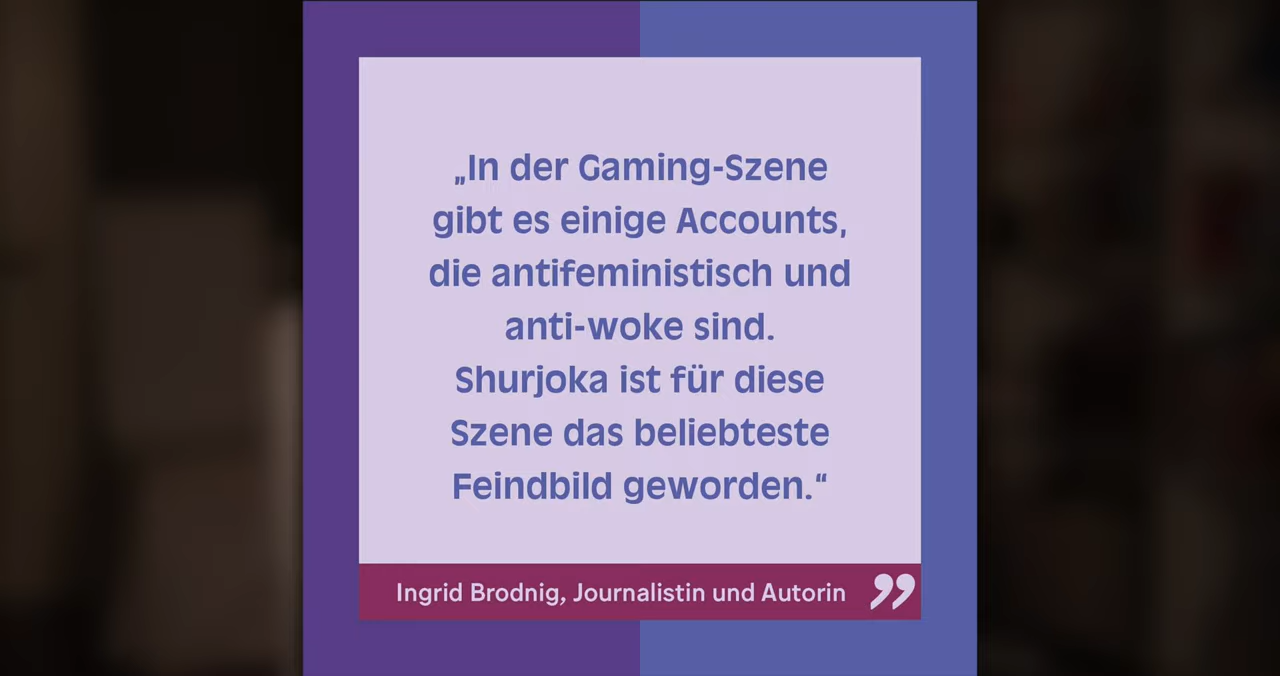 „In der Gaming-Szene
gibt es einige Accounts,
die antifeministisch und
anti-woke sind.
Shurjoka ist für diese
Szene das beliebteste
Feindbild geworden.“
Ingrid Brodnig, Journalistin und Autorin